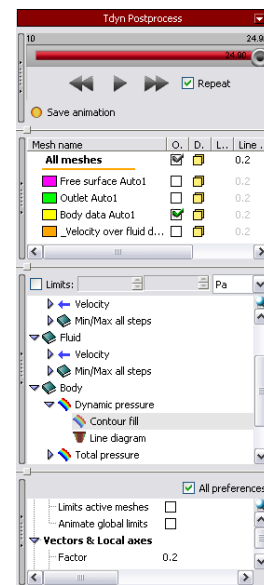 Tdyn Postprocess
10 24.9
24.90
Repeat
Save animation
Mesh name O. D. L... Line
All meshes 0.2
Free surface Auto1 0.2
Outlet Auto1 0.2
Body data Auto1 0.2
_Velocity over fluid d... 0.2
Limits: Pa
Velocity
Min/Max all steps
Fluid
Velocity
Min/Max all steps
Body
Dynamic pressure
Contour fill
Line diagram
Total pressure
All preferences
Limits active meshes
Animate global limits
Vectors & Local axes
Factor 0.2